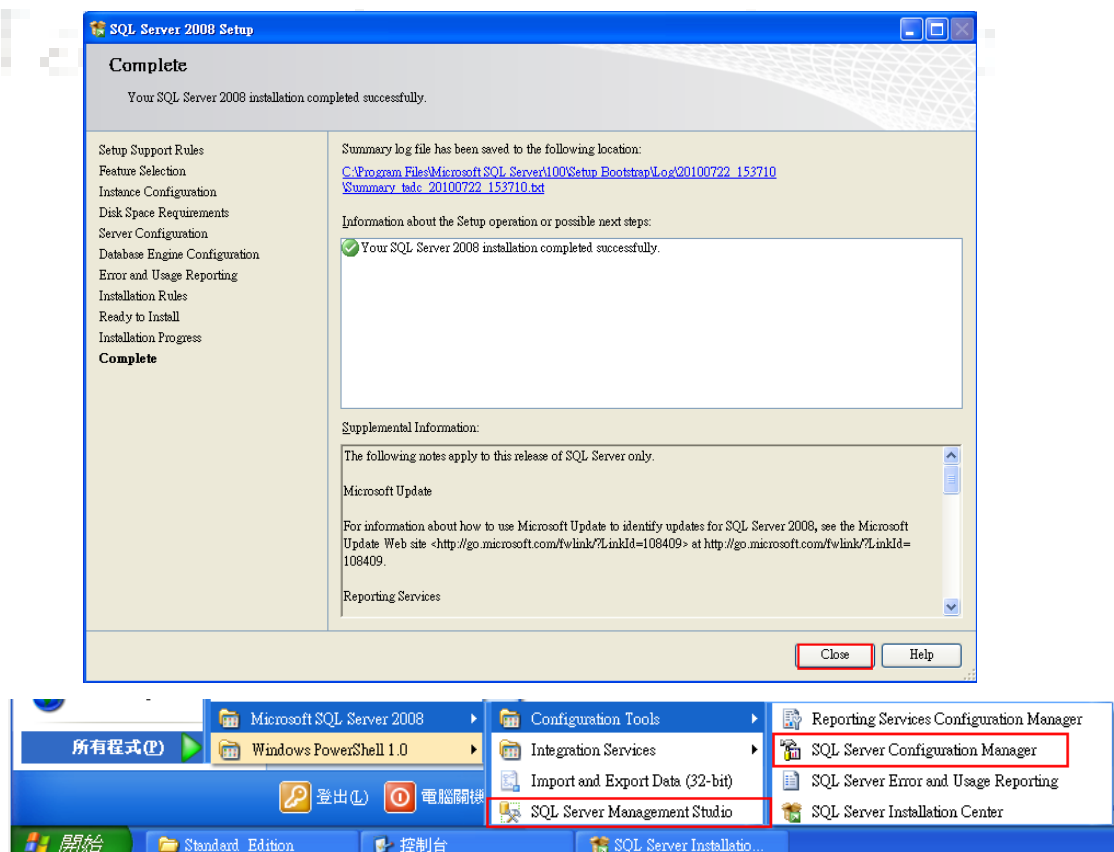 SQL Server 2008 Setup
Complete
Your SQL Server 2008 installation completed successfully.
Setup Support Rules
Feature Selection
Instance Configuration
Disk Space Requirements
Server Configuration
Database Engine Configuration
Error and Usage Reporting
Installation Rules
Ready to Install
Installation Progress
Complete
Summary log file has been saved to the following location:
C:\Program Files\Microsoft SQL Server\100\Setup Bootstrap\Log\20100722_153710
\Summary_tadc_20100722_153710.txt
Information about the Setup operation or possible next steps:
Your SQL Server 2008 installation completed successfully.
Supplemental Information:
The following notes apply to this release of SQL Server only.
Microsoft Update
For information about how to use Microsoft Update to identify updates for SQL Server 2008, see the Microsoft
Update Web site <http://go.microsoft.com/fwlink/?LinkId=108409> at http://go.microsoft.com/fwlink/?LinkId=
108409.
Reporting Services
Close
Help
所有程式(P)
Microsoft SQL Server 2008
Windows PowerShell 1.0
Configuration Tools
Integration Services
Import and Export Data (32-bit)
SQL Server Management Studio
Reporting Services Configuration Manager
SQL Server Configuration Manager
SQL Server Error and Usage Reporting
SQL Server Installation Center
登出(L)
電腦關機
開始
Standard Edition
控制台
SQL Server Installatio...